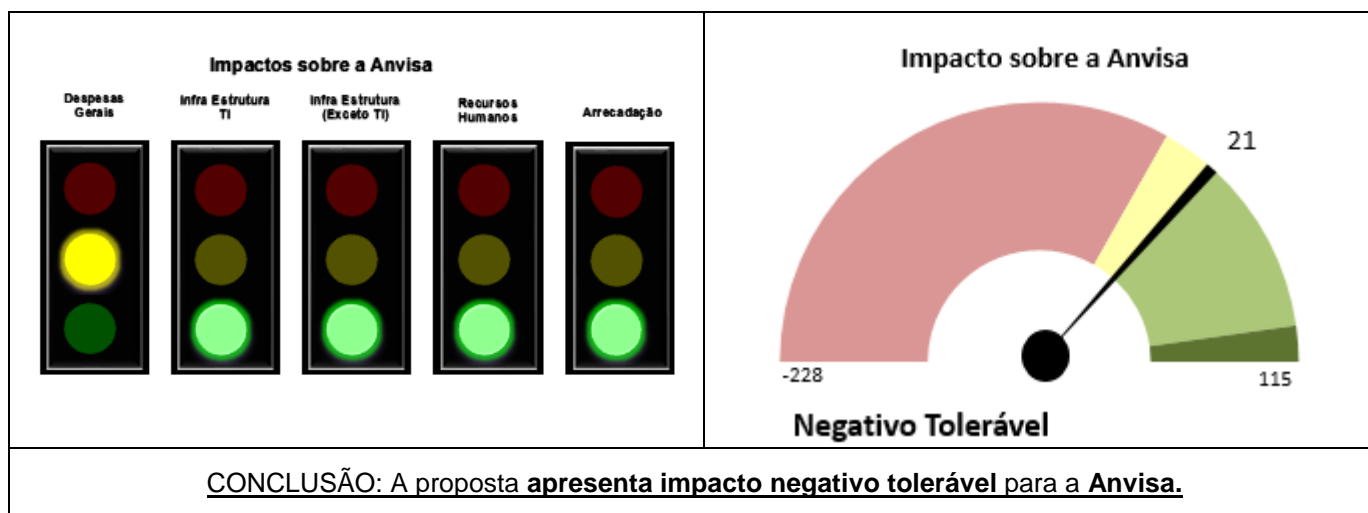 Impactos sobre a Anvisa
Despesas
Gerais
Infra Estrutura
TI
Infra Estrutura
(Exceto TI)
Recursos
Humanos
Arrecadação
Impacto sobre a Anvisa
21
-228
115
Negativo Tolerável
CONCLUSÃO: A proposta apresenta impacto negativo tolerável para a Anvisa.